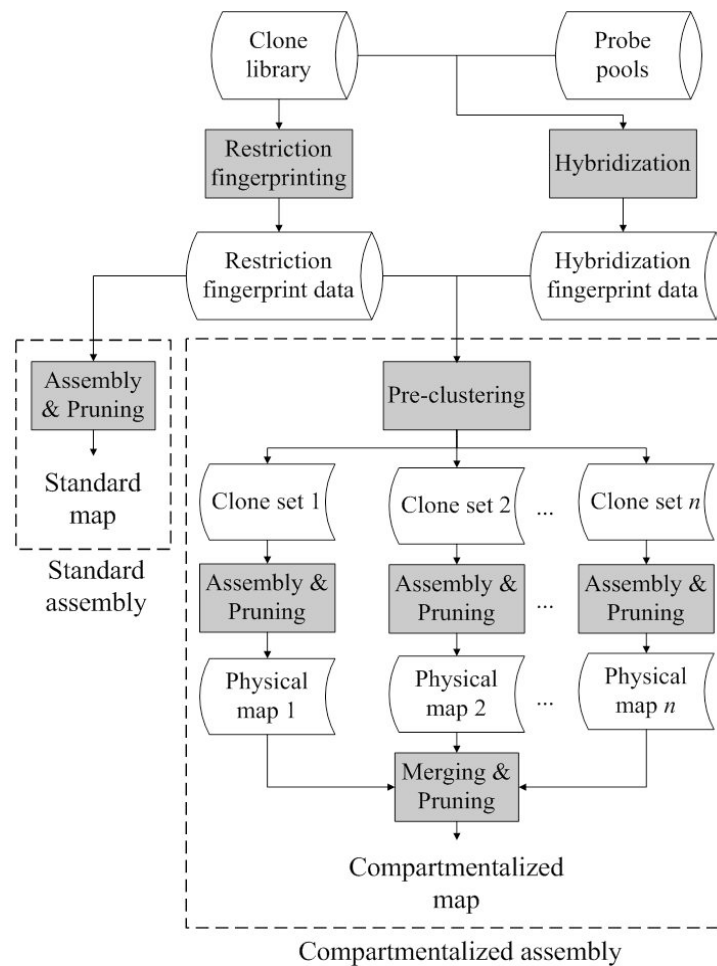 Clone
library
Probe
pools
Restriction
fingerprinting
Hybridization
Restriction
fingerprint data
Hybridization
fingerprint data
Assembly
& Pruning
Standard
map
Standard
assembly
Pre-clustering
Clone set 1
Clone set 2
...
Clone set n
Assembly &
Pruning
Assembly &
Pruning
...
Assembly &
Pruning
Physical
map 1
Physical
map 2
...
Physical
map n
Merging &
Pruning
Compartmentalized
map
Compartmentalized assembly